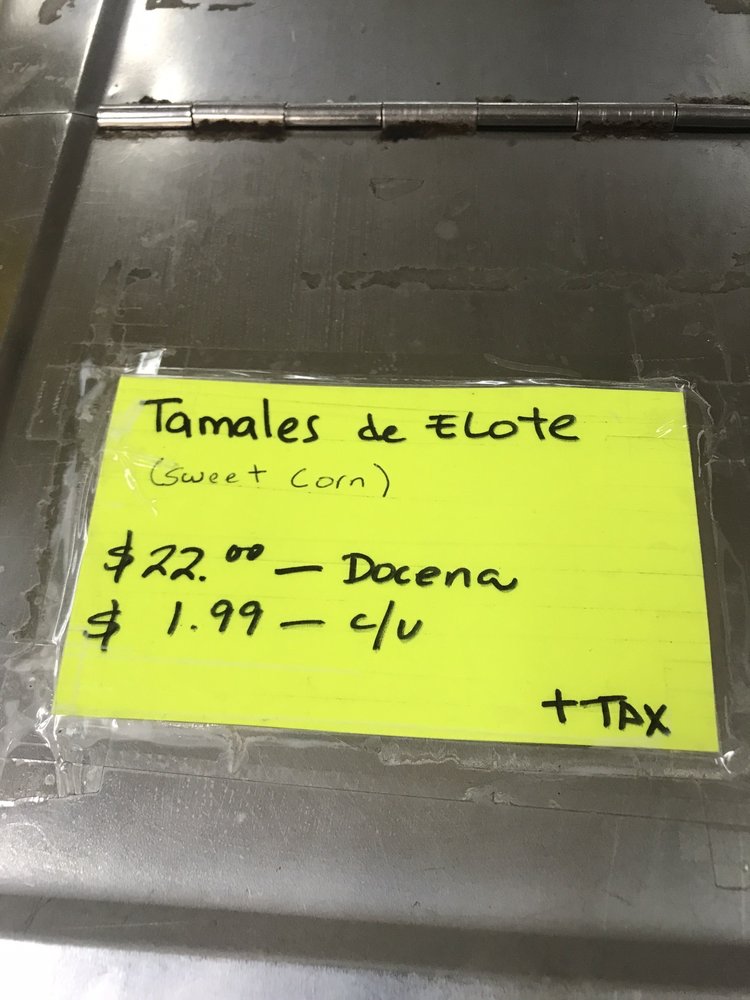 Tamales de ELote
(sweet Corn)
$22.00 — Docena
$ 1.99 — c/u
+ TAX